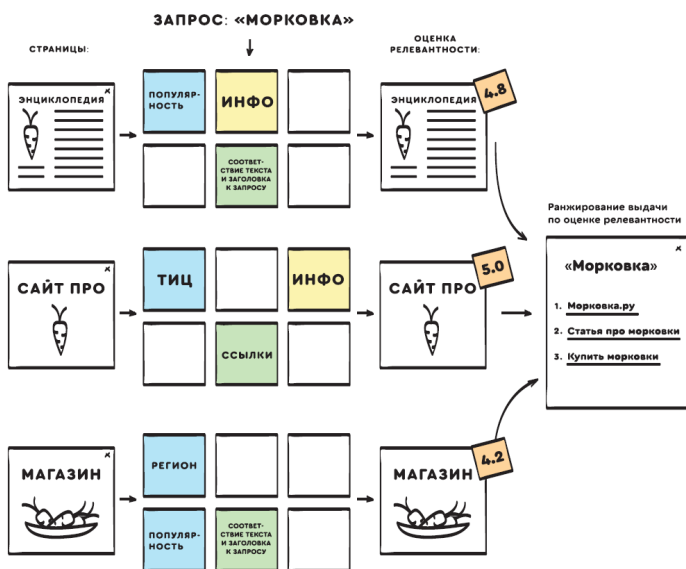 ЗАПРОС: «МОРКОВКА»
СТРАНИЦЫ:
ОЦЕНКА
РЕЛЕВАНТНОСТИ:
ЭНЦИКЛОПЕДИЯ
ПОПУЛЯР-
НОСТЬ
ИНФО
СООТВЕТ-
СТВИЕ ТЕКСТА
И ЗАГОЛОВКА
К ЗАПРОСУ
ЭНЦИКЛОПЕДИЯ
4.8
Ранжирование выдачи
по оценке релевантности
САЙТ ПРО
ТИЦ
ИНФО
ССЫЛКИ
САЙТ ПРО
5.0
«Морковка»
1. Морковка.ру
2. Статья про морковки
3. Купить морковки
МАГАЗИН
РЕГИОН
ПОПУЛЯР-
НОСТЬ
СООТВЕТ-
СТВИЕ ТЕКСТА
И ЗАГОЛОВКА
К ЗАПРОСУ
МАГАЗИН
4.2